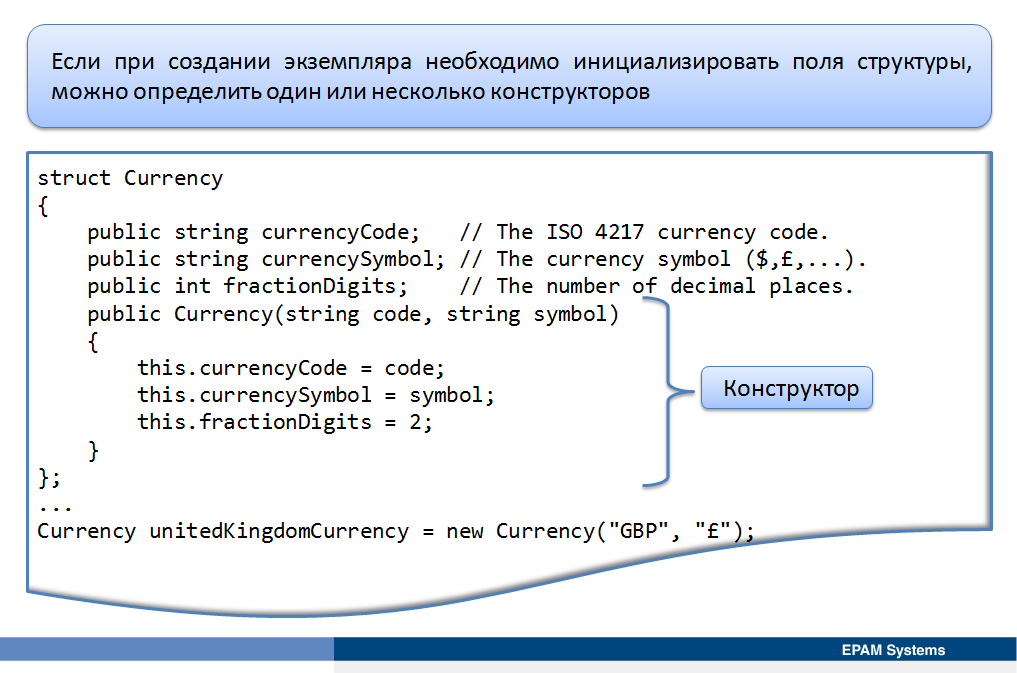 Если при создании экземпляра необходимо инициализировать поля структуры,
можно определить один или несколько конструкторов
struct Currency
{
    public string currencyCode;   // The ISO 4217 currency code.
    public string currencySymbol; // The currency symbol ($,£,...).
    public int fractionDigits;    // The number of decimal places.
    public Currency(string code, string symbol)
    {
        this.currencyCode = code;
        this.currencySymbol = symbol;
        this.fractionDigits = 2;
    }
};
...
Currency unitedKingdomCurrency = new Currency("GBP", "£");
Конструктор
EPAM Systems